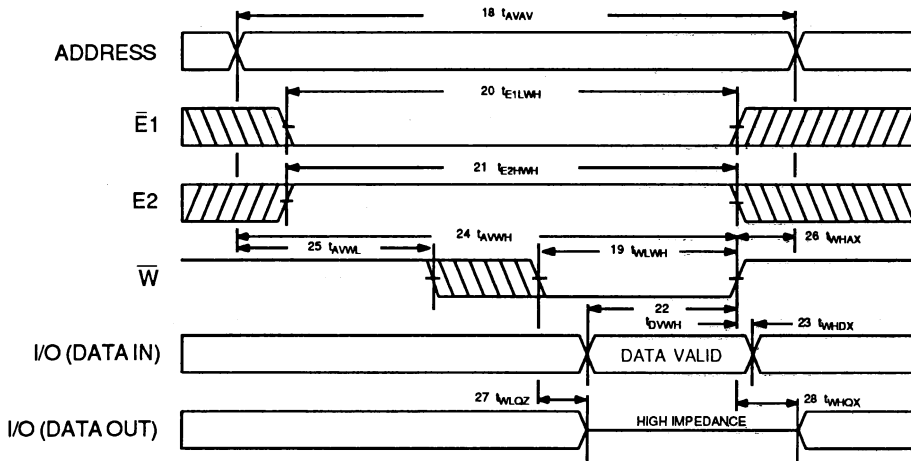 18 tAVAV
ADDRESS
20 tE1LWH
E̅1
21 tE2HWH
E2
24 tAVWH
25 tAVWL
19 tWLWH
26 tWHAX
W̅
22
tDVWH
23 tWHDX
I/O (DATA IN)
DATA VALID
27 tWLQZ
28 tWHQX
I/O (DATA OUT)
HIGH IMPEDANCE